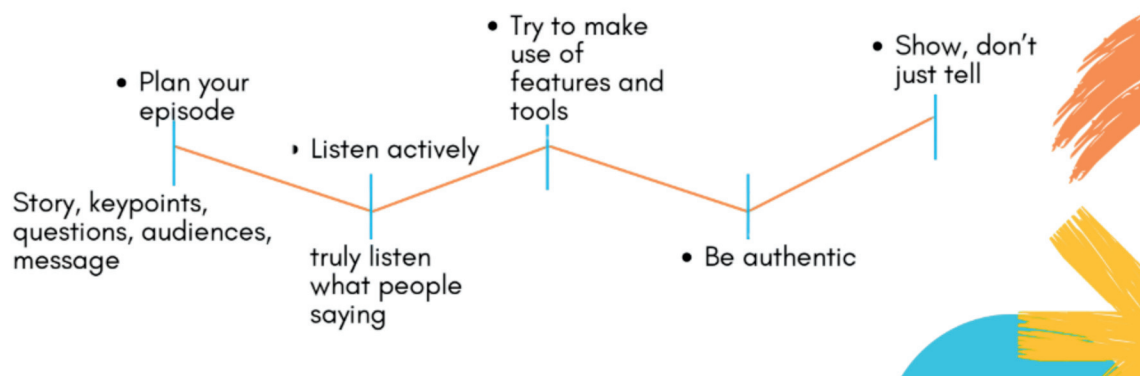 • Plan your
episode
Story, keypoints,
questions, audiences,
message
• Listen actively
truly listen
what people
saying
• Try to make
use of
features and
tools
• Be authentic
• Show, don't
just tell